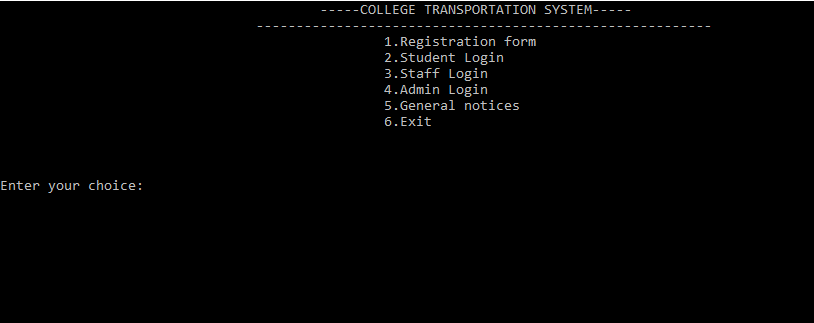 -----COLLEGE TRANSPORTATION SYSTEM-----
---------------------------------------------------------
1.Registration form
2.Student Login
3.Staff Login
4.Admin Login
5.General notices
6.Exit
Enter your choice: